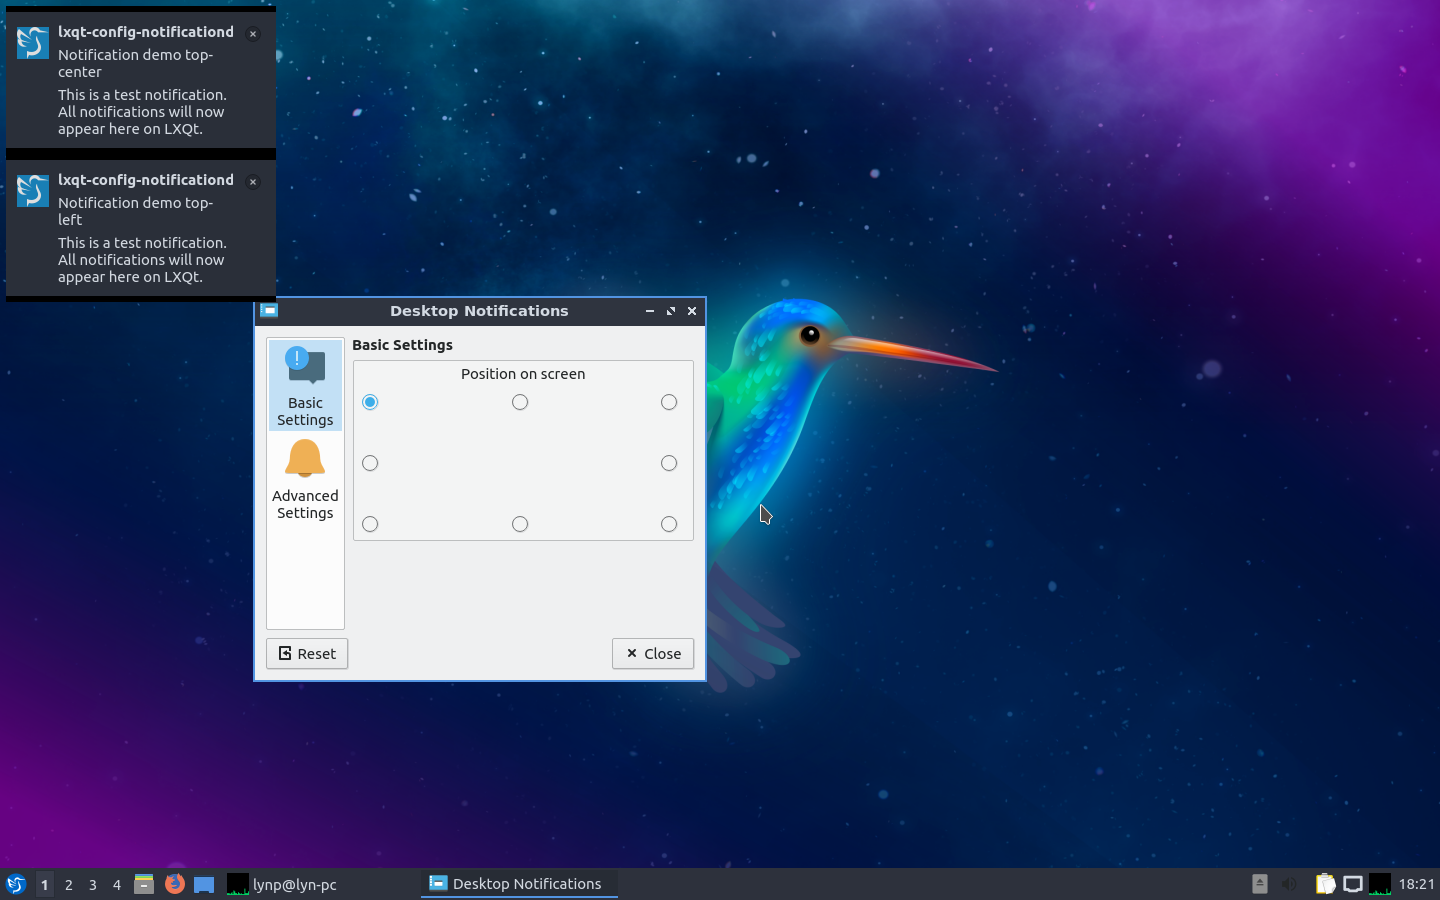 lxqt-config-notificationd
Notification demo top-
center
This is a test notification.
All notifications will now
appear here on LXQt.
lxqt-config-notificationd
Notification demo top-
left
This is a test notification.
All notifications will now
appear here on LXQt.
Desktop Notifications
Basic
Settings
Advanced
Settings
Basic Settings
Position on screen
Reset
Close
1 2 3 4
lynp@lyn-pc
Desktop Notifications
18:21